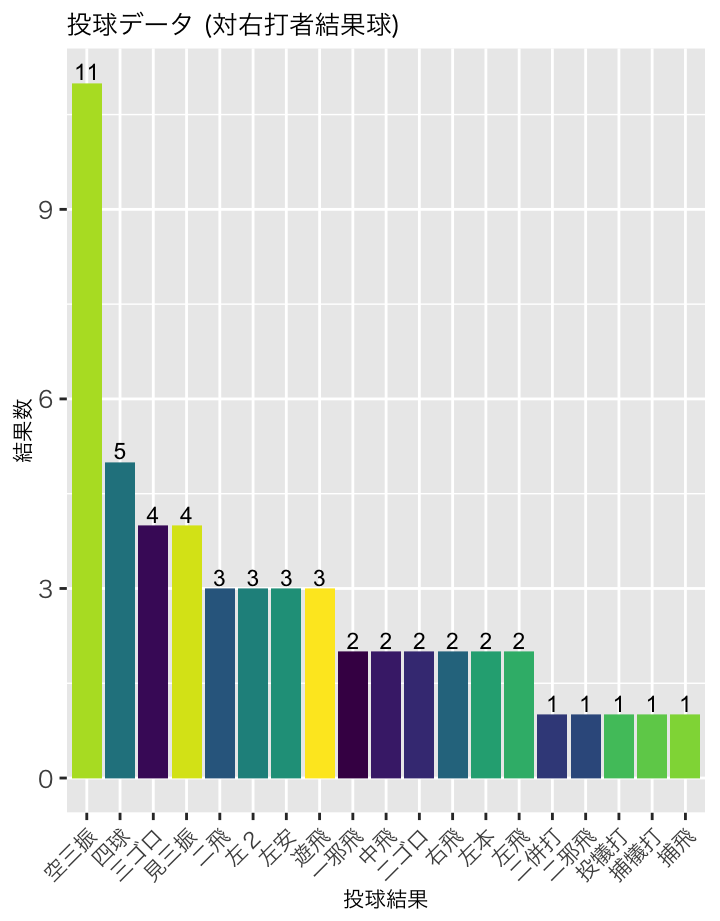 投球データ (対右打者結果球)
結果数
9
6
3
0
11
5
4
4
3
3
3
3
2
2
2
2
2
2
1
1
1
1
1
空三振
四球
三ゴロ
見三振
二飛
左２
左安
遊飛
一邪飛
中飛
二ゴロ
右飛
左本
左飛
二併打
二邪飛
投犠打
捕犠打
捕飛
投球結果